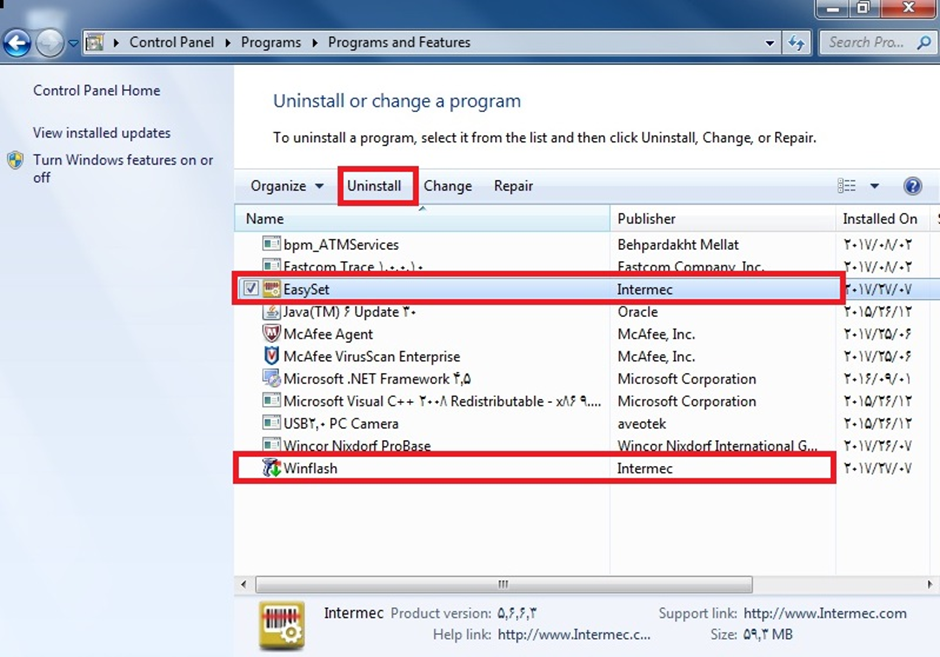 Control Panel Programs Programs and Features Search Pro...
Control Panel Home
View installed updates
Turn Windows features on or
off
Uninstall or change a program
To uninstall a program, select it from the list and then click Uninstall, Change, or Repair.
Organize Uninstall Change Repair
Name Publisher Installed On
bpm_ATMServices Behpardakht Mellat ۲۰۱۷/۰۸/۰۲
Eastcom Trace ۱.۰.۰.۱۰ Eastcom Company, Inc. ۲۰۱۷/۰۸/۰۲
EasySet Intermec ۲۰۱۷/۲۷/۰۷
Java(TM) ۶ Update ۳۰ Oracle ۲۰۱۵/۲۶/۱۲
McAfee Agent McAfee, Inc. ۲۰۱۷/۲۵/۰۶
McAfee VirusScan Enterprise McAfee, Inc. ۲۰۱۷/۲۵/۰۶
Microsoft .NET Framework ۴,۵ Microsoft Corporation ۲۰۱۶/۰۹/۰۱
Microsoft Visual C++ ۲۰۰۸ Redistributable - x۸۶ ۹.... Microsoft Corporation ۲۰۱۵/۲۶/۱۲
USB۲,۰ PC Camera aveotek ۲۰۱۵/۲۶/۱۲
Wincor Nixdorf ProBase Wincor Nixdorf International G... ۲۰۱۷/۲۶/۰۷
Winflash Intermec ۲۰۱۷/۲۷/۰۷
Intermec Product version: ۵,۶,۶,۳ Support link: http://www.Intermec.com
Help link: http://www.Intermec.c... Size: ۵۹,۳ MB